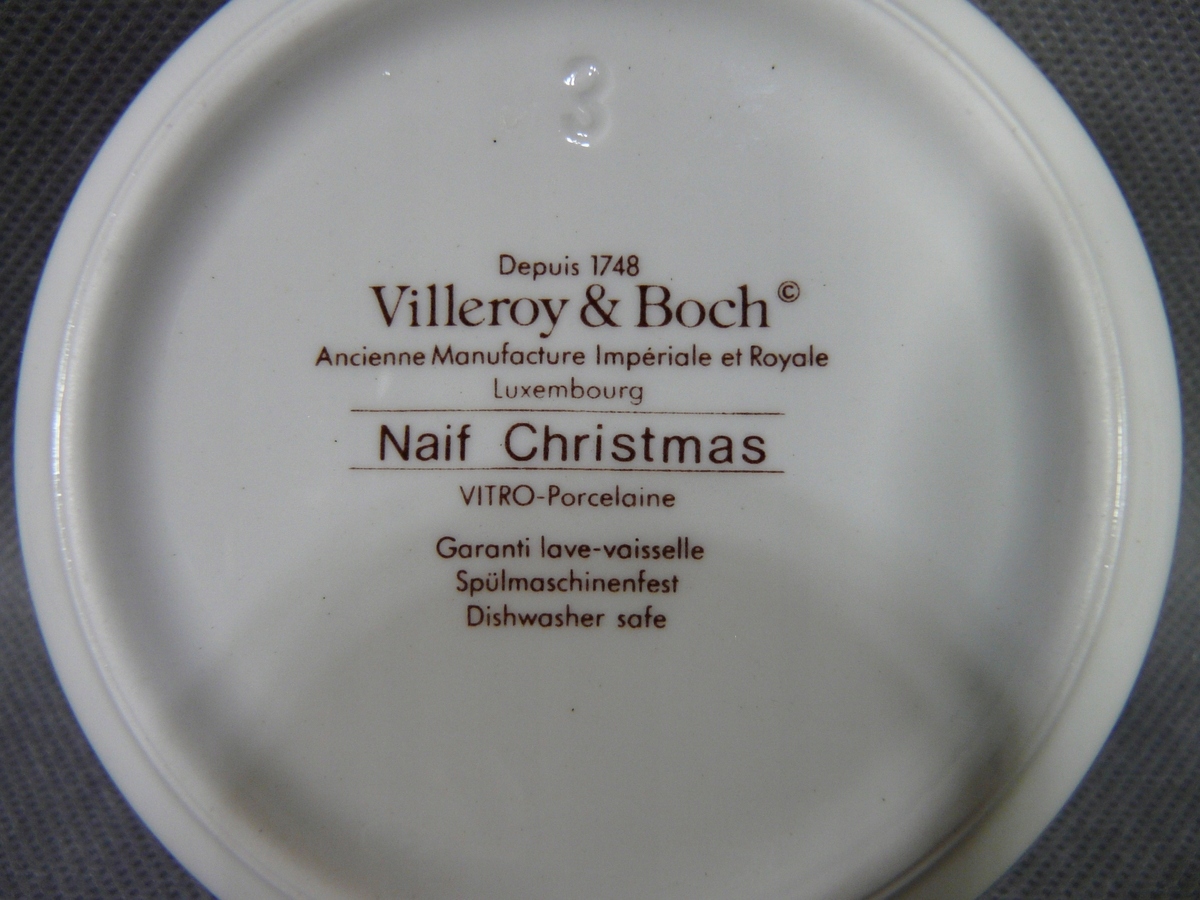 3
Depuis 1748
Villeroy & Boch©
Ancienne Manufacture Impériale et Royale
Luxembourg
Naif Christmas
VITRO-Porcelaine
Garanti lave-vaisselle
Spülmaschinenfest
Dishwasher safe